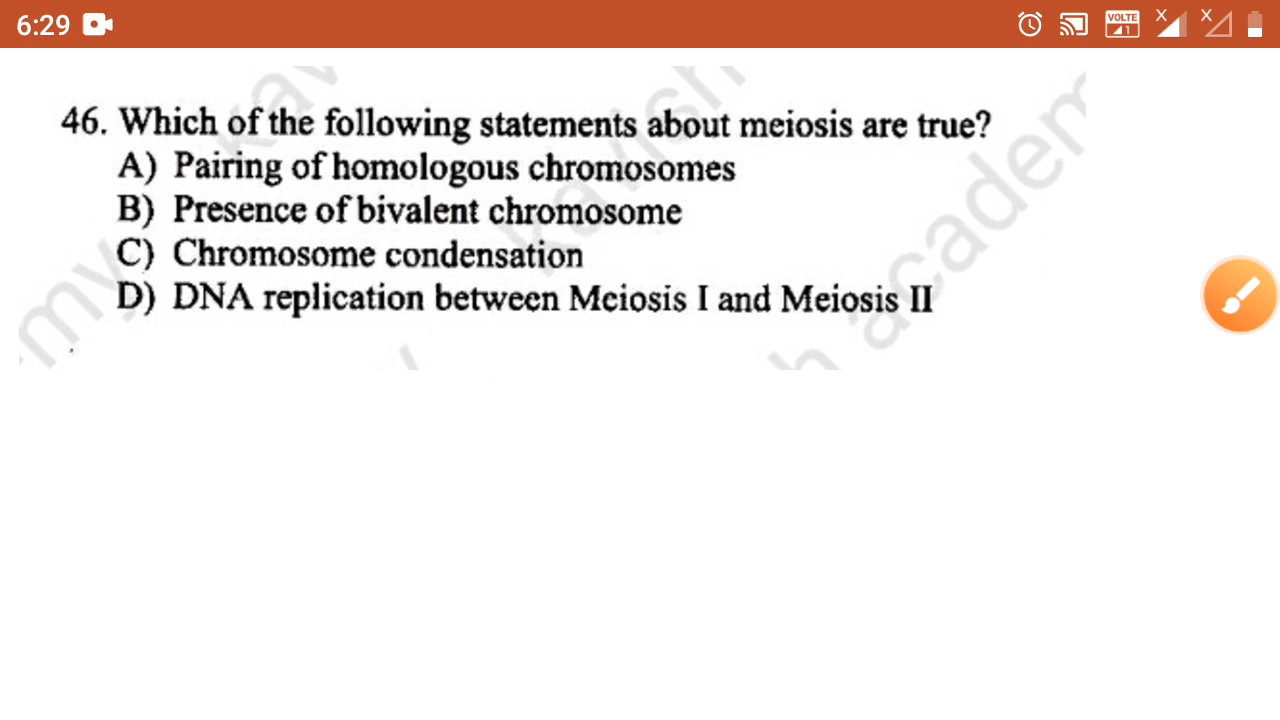 6:29
VOLTE
1
46. Which of the following statements about meiosis are true?
A) Pairing of homologous chromosomes
B) Presence of bivalent chromosome
C) Chromosome condensation
D) DNA replication between Meiosis I and Meiosis II